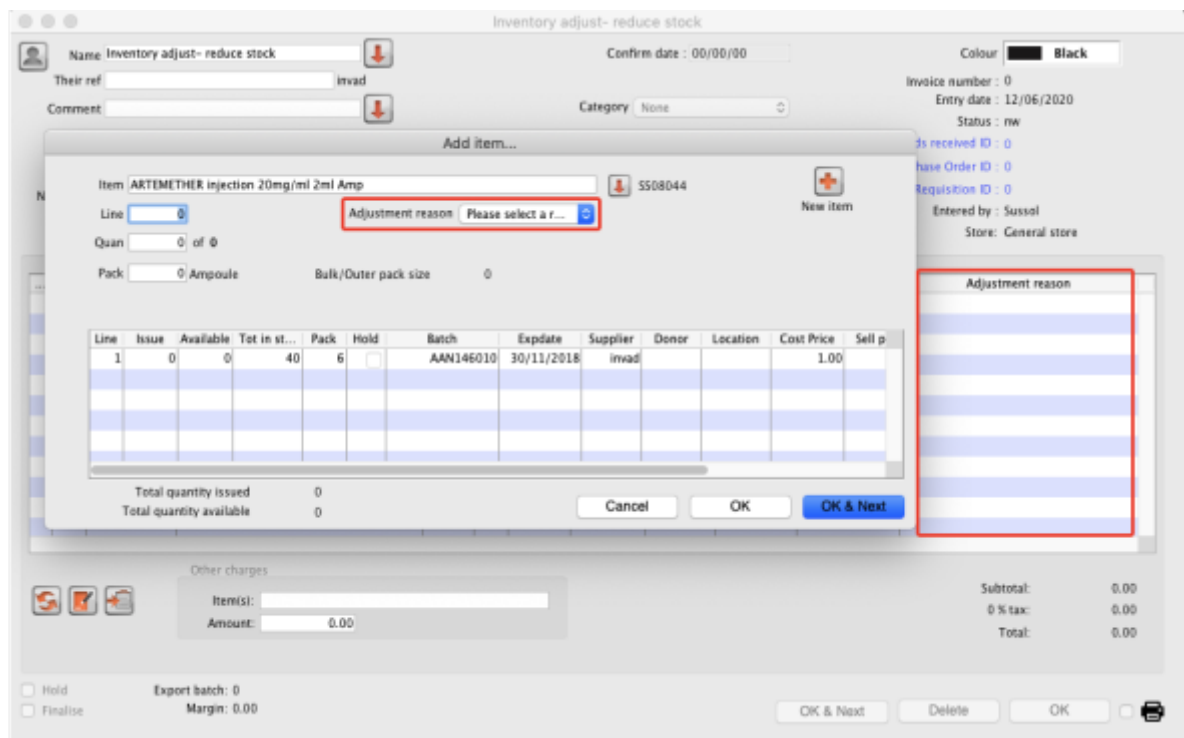 Inventory adjust- reduce stock
Name Inventory adjust- reduce stock Confirm date : 00/00/00 Colour Black
Their ref invad Invoice number : 0
Comment Category None Entry date : 12/06/2020
Status : nw
Add item... ds received ID : 0
hase Order ID : 0
Item ARTEMETHER injection 20mg/ml 2ml Amp SS08044 Requisition ID : 0
N Line 0 Adjustment reason Please select a r... New item Entered by : Sussol
Quan 0 of 0 Store: General store
Pack 0 Ampoule Bulk/Outer pack size 0
... Adjustment reason
Line Issue Available Tot in st... Pack Hold Batch Expdate Supplier Donor Location Cost Price Sell p
1 0 0 40 6 AAN146010 30/11/2018 invad 1.00
Total quantity issued 0
Total quantity available 0
Cancel OK OK & Next
Other charges
Item(s): Subtotal: 0.00
Amount: 0.00 0 % tax: 0.00
Total: 0.00
Hold Export batch: 0
Finalise Margin: 0.00 OK & Next Delete OK